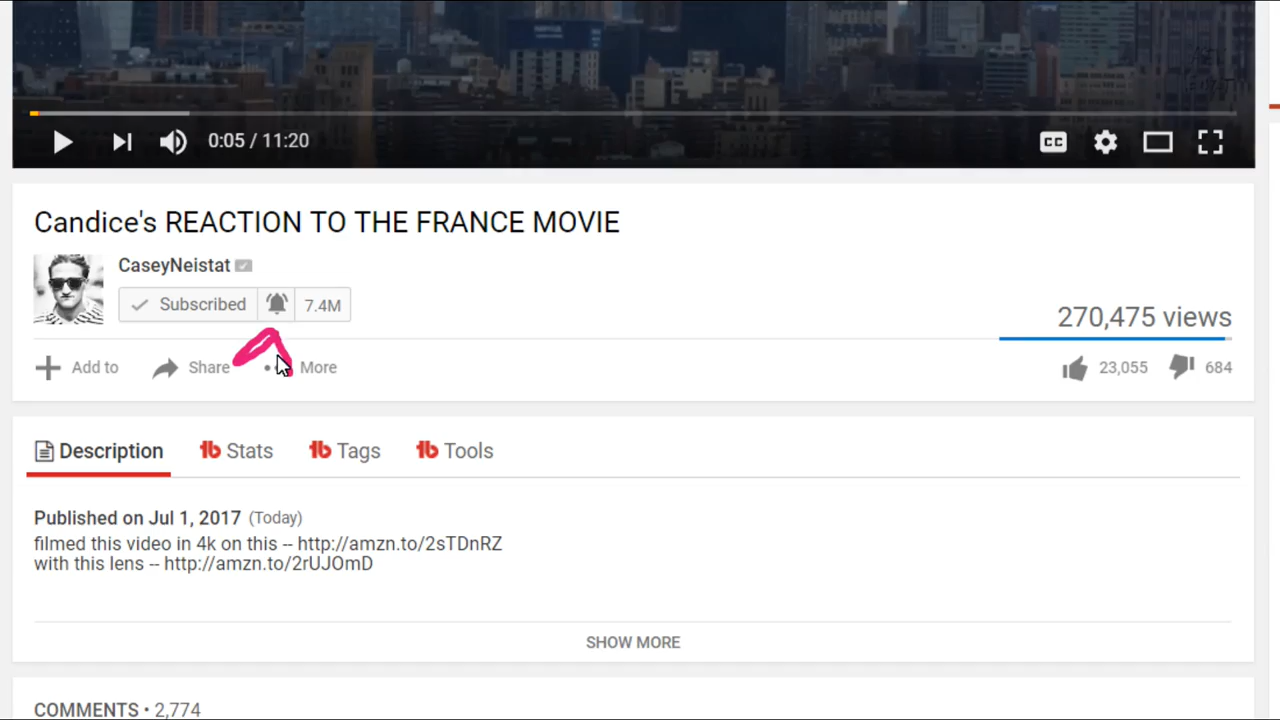 0:05 / 11:20
CC
Candice's REACTION TO THE FRANCE MOVIE
CaseyNeistat
Subscribed 7.4M
270,475 views
Add to Share More 23,055 684
Description Stats Tags Tools
Published on Jul 1, 2017 (Today)
filmed this video in 4k on this -- http://amzn.to/2sTDnRZ
with this lens -- http://amzn.to/2rUJOmD
SHOW MORE
COMMENTS • 2,774